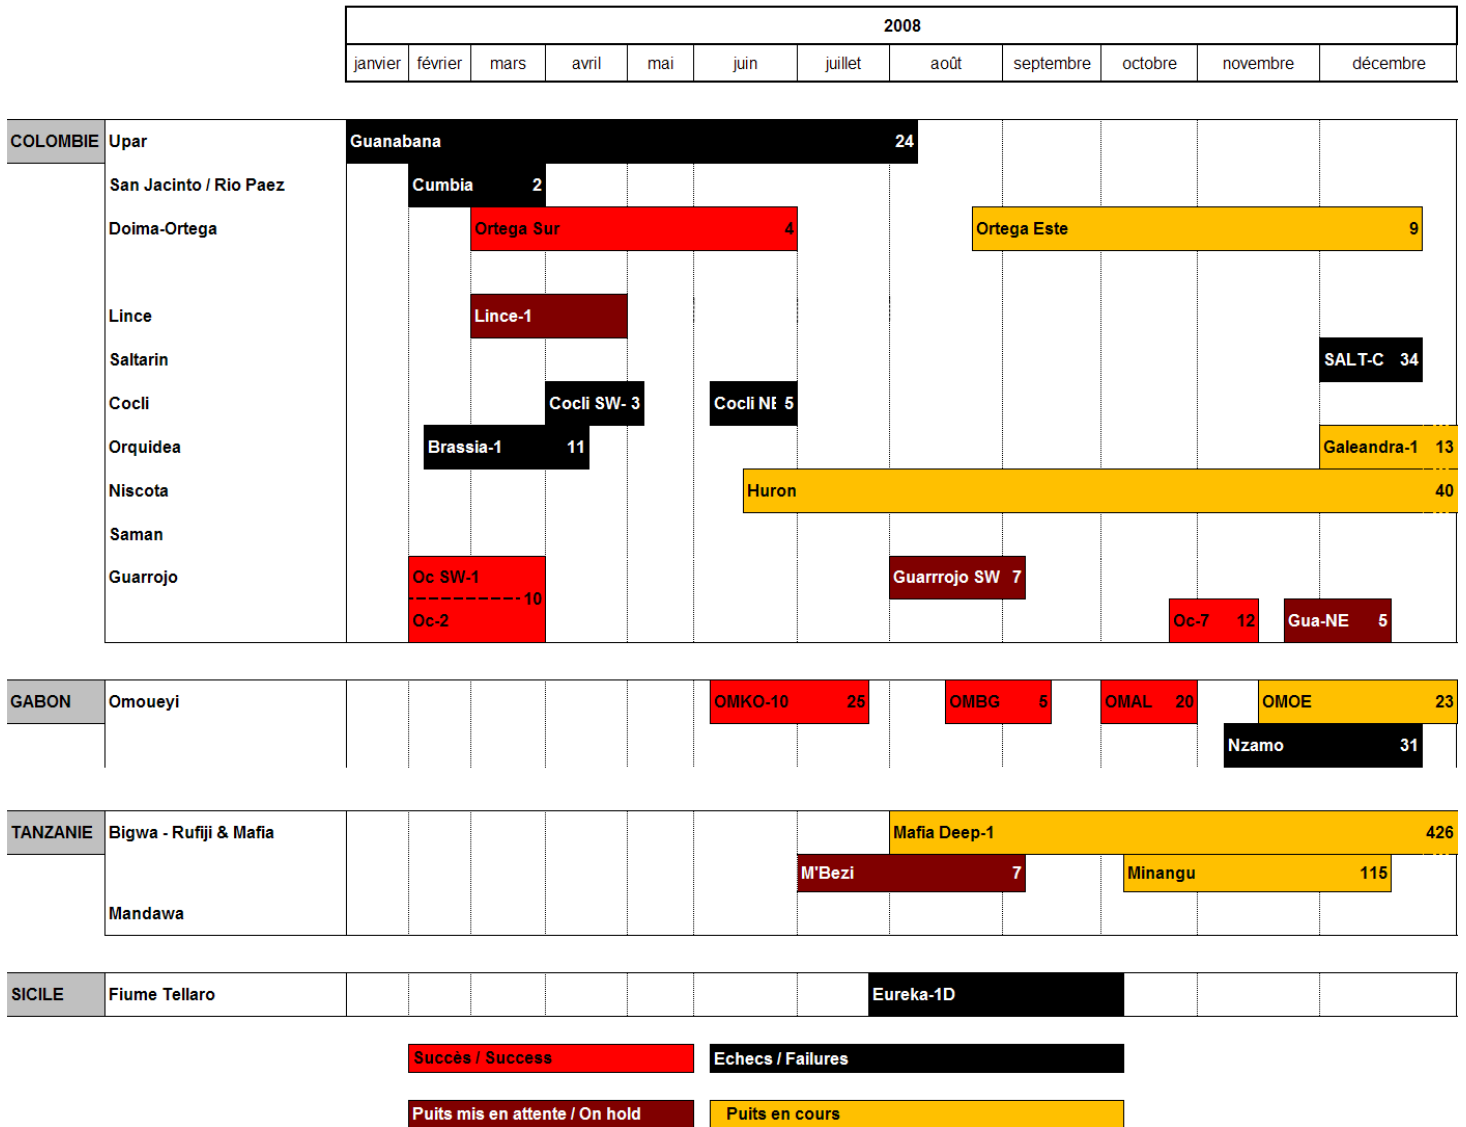 2008
janvier février mars avril mai juin juillet août septembre octobre novembre décembre
COLOMBIE Upar Guanabana 24
San Jacinto / Rio Paez Cumbia 2
Doima-Ortega Ortega Sur 4 Ortega Este 9
Lince Lince-1
Saltarin SALT-C 34
Cocli Cocli SW- 3 Cocli NE 5
Orquidea Brassia-1 11 Galeandra-1 13
Niscota Huron 40
Saman
Guarrojo Oc SW-1 Guarrrojo SW 7
10
Oc-2 Oc-7 12 Gua-NE 5
GABON Omoueyi OMKO-10 25 OMBG 5 OMAL 20 OMOE 23
Nzamo 31
TANZANIE Bigwa - Rufiji & Mafia Mafia Deep-1 426
M'Bezi 7 Minangu 115
Mandawa
SICILE Fiume Tellaro Eureka-1D
Succès / Success Echecs / Failures
Puits mis en attente / On hold Puits en cours